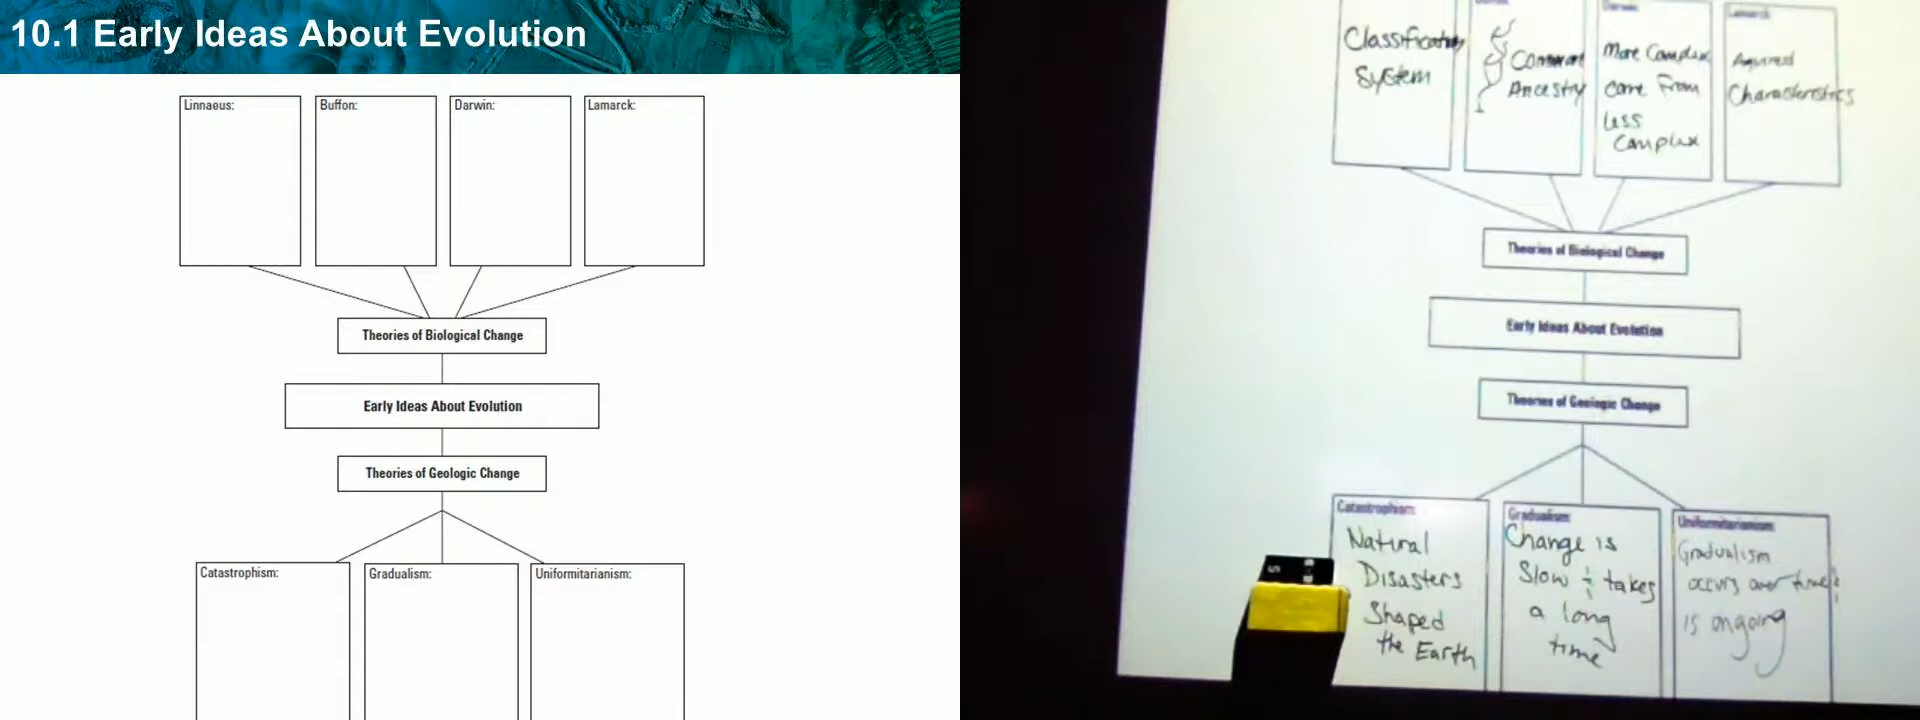 10.1 Early Ideas About Evolution
Linnaeus:
Buffon:
Darwin:
Lamarck:
Theories of Biological Change
Early Ideas About Evolution
Theories of Geologic Change
Catastrophism:
Gradualism:
Uniformitarianism:
Classification
System
Common
Ancestry
Darwin:
More Complex
come From
Less
Complex
Lamarck:
Aquired
Characteristics
Theories of Biological Change
Early Ideas About Evolution
Theories of Geologic Change
Catastrophism:
Natural
Disasters
Shaped
the Earth
Gradualism:
Change is
Slow & takes
a long
time
Uniformitarianism:
Gradualism
occurs over time &
is ongoing